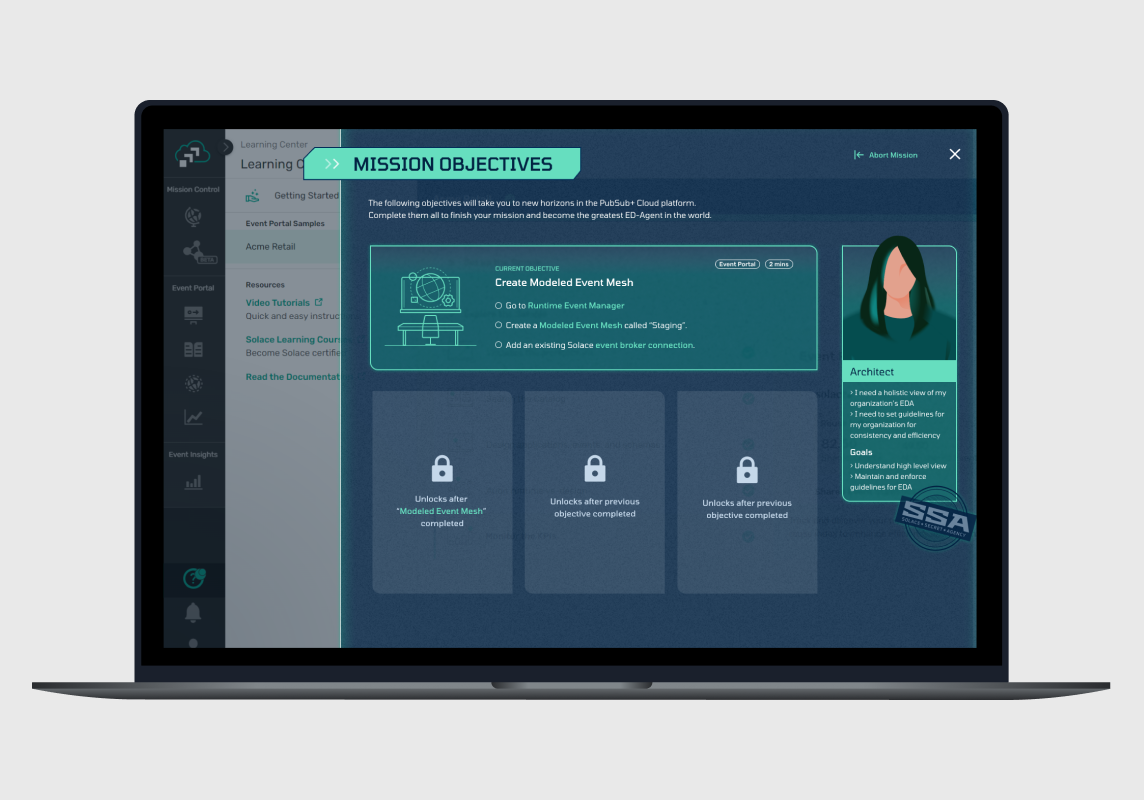 Learning Center
Learning C
MISSION OBJECTIVES
Abort Mission
Mission Control
BETA
Event Portal
Event Insights
Getting Started
Event Portal Samples
Acme Retail
Resources
Video Tutorials
Quick and easy instruc
Solace Learning Cours
Become Solace certifie
Read the Documentat
The following objectives will take you to new horizons in the PubSub+ Cloud platform.
Complete them all to finish your mission and become the greatest ED-Agent in the world.
CURRENT OBJECTIVE
Event Portal
2 mins
Create Modeled Event Mesh
Go to Runtime Event Manager
Create a Modeled Event Mesh called "Staging".
Add an existing Solace event broker connection.
Unlocks after
"Modeled Event Mesh"
completed
Unlocks after previous
objective completed
Unlocks after previous
objective completed
Architect
› I need a holistic view of my
organization's EDA
› I need to set guidelines for
my organization for
consistency and efficiency
Goals
› Understand high level view
› Maintain and enforce
guidelines for EDA
SSA
SOLACE • SECRET • AGENCY